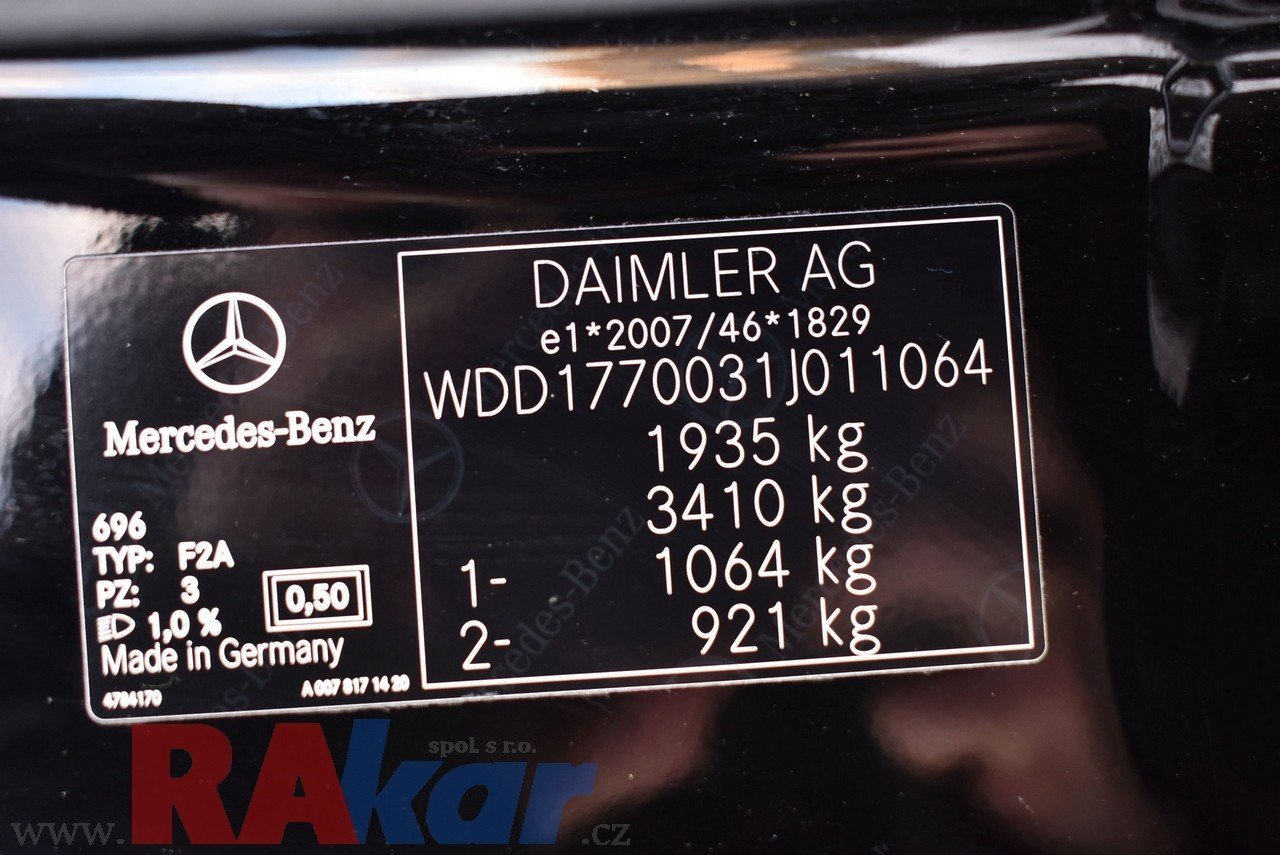 Mercedes-Benz
696
TYP: F2A
PZ: 3
1,0 %
0,50
Made in Germany
4784170
A 007 817 14 20
DAIMLER AG
e1*2007/46*1829
WDD1770031J011064
1935 kg
3410 kg
1- 1064 kg
2- 921 kg
RAkar
spol. s r.o.
www. .cz